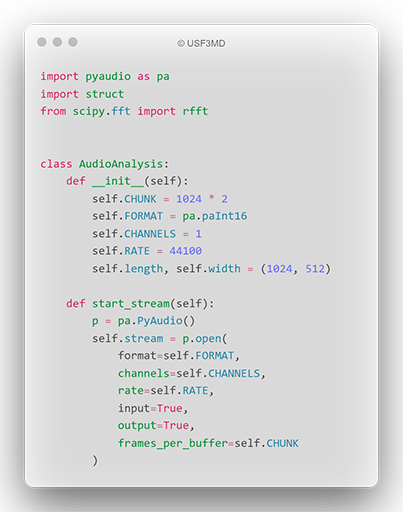 © USF3MD
import pyaudio as pa
import struct
from scipy.fft import rfft
class AudioAnalysis:
    def __init__(self):
        self.CHUNK = 1024 * 2
        self.FORMAT = pa.paInt16
        self.CHANNELS = 1
        self.RATE = 44100
        self.length, self.width = (1024, 512)
    def start_stream(self):
        p = pa.PyAudio()
        self.stream = p.open(
            format=self.FORMAT,
            channels=self.CHANNELS,
            rate=self.RATE,
            input=True,
            output=True,
            frames_per_buffer=self.CHUNK
        )